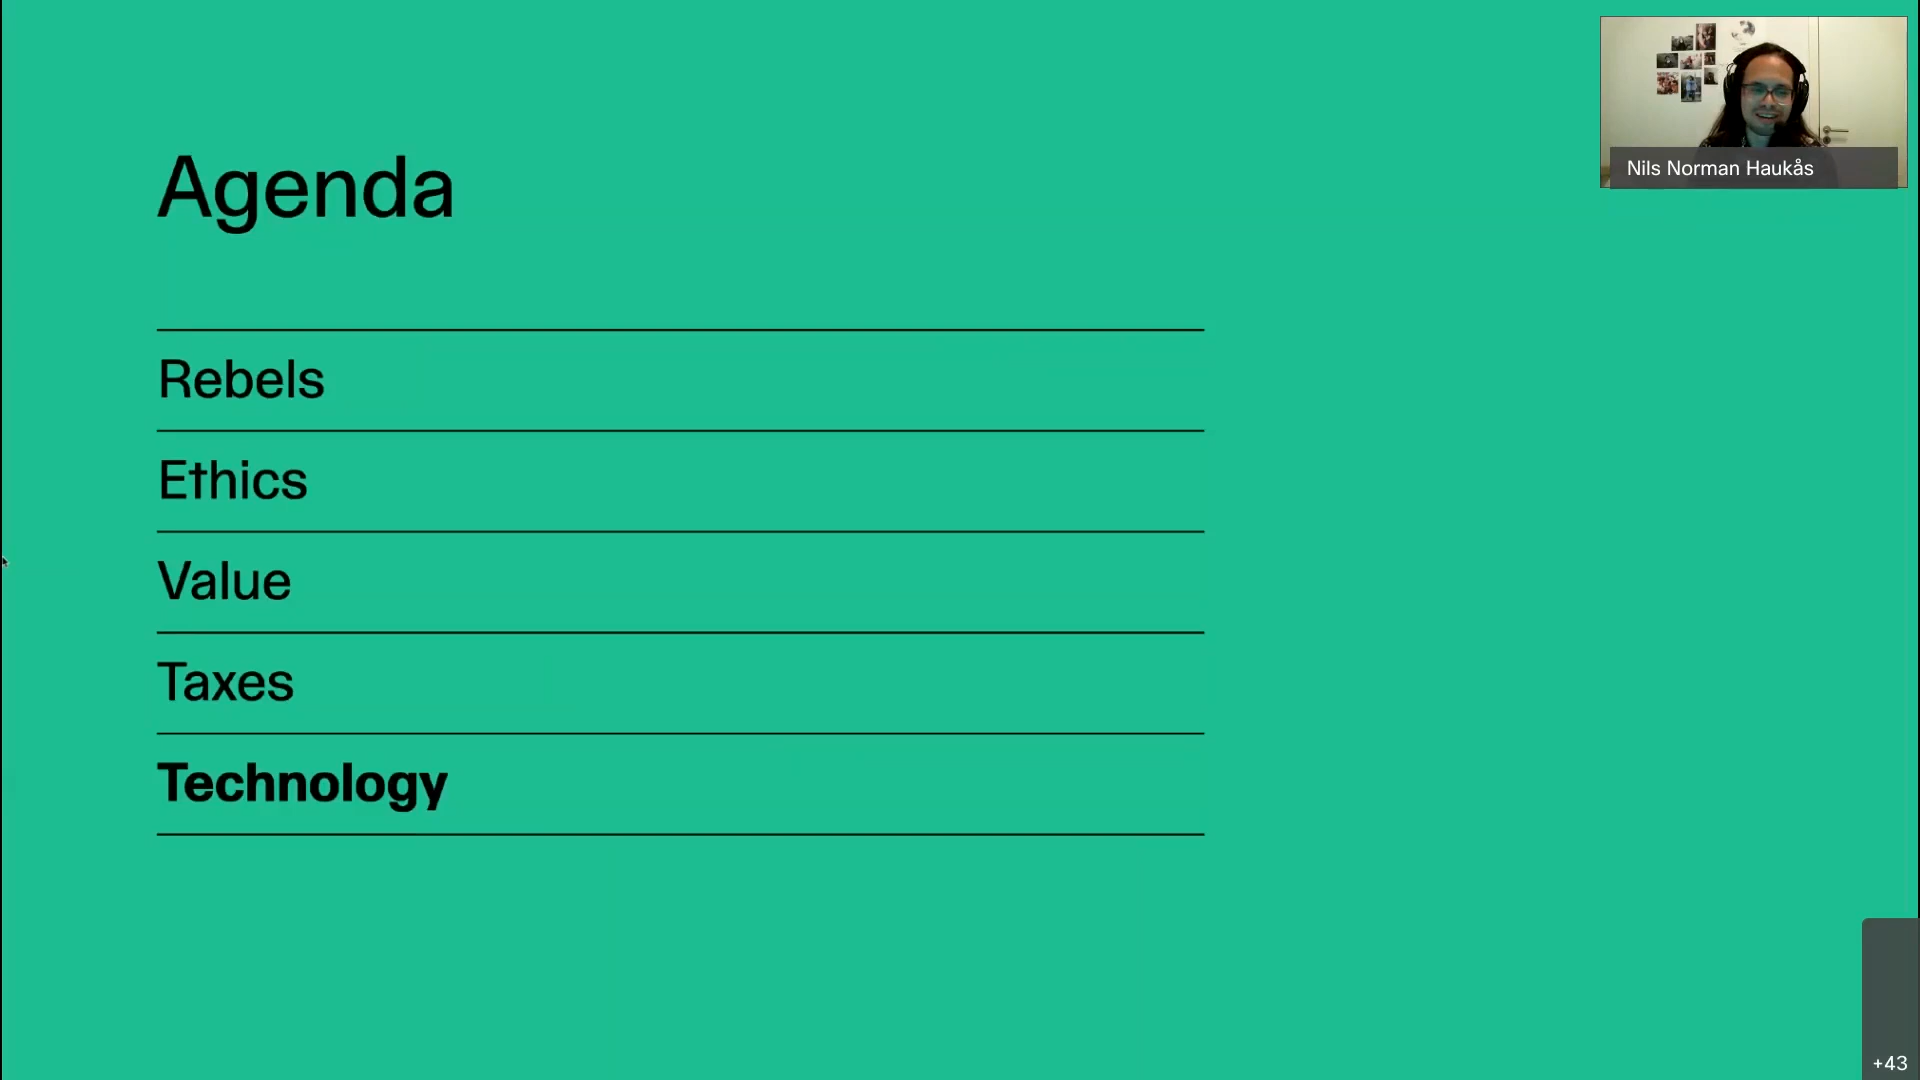 Agenda
Rebels
Ethics
Value
Taxes
Technology
Nils Norman Haukås
+43